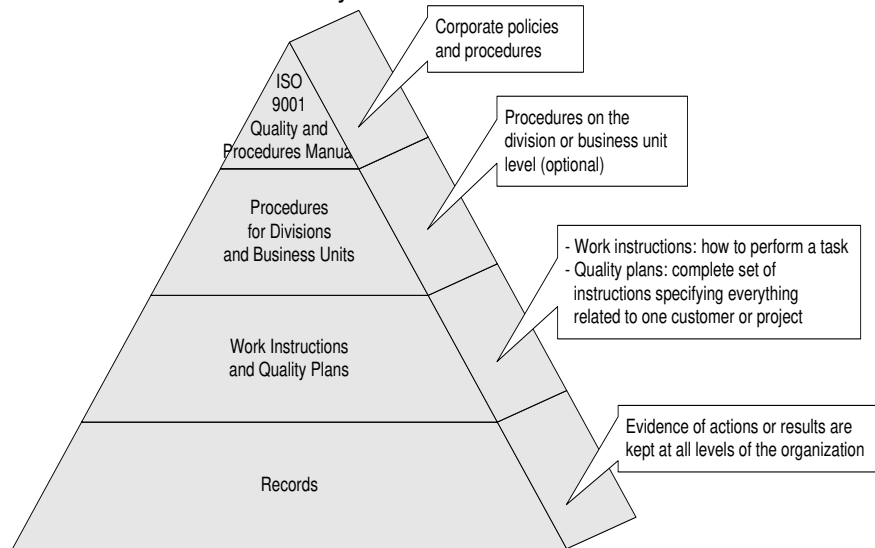 Corporate policies
and procedures
ISO
9001
Quality and
Procedures Manual
Procedures on the
division or business unit
level (optional)
Procedures
for Divisions
and Business Units
- Work instructions: how to perform a task
- Quality plans: complete set of
instructions specifying everything
related to one customer or project
Work Instructions
and Quality Plans
Evidence of actions or results are
kept at all levels of the organization
Records